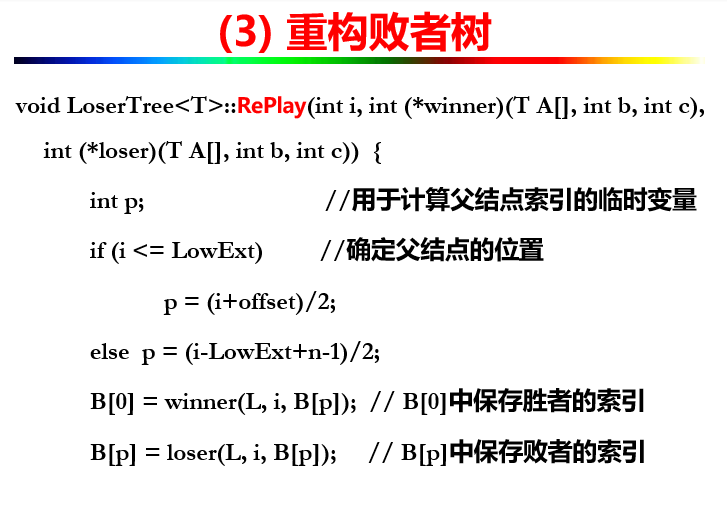 (3) 重构败者树
void LoserTree<T>::RePlay(int i, int (*winner)(T A[], int b, int c),
int (*loser)(T A[], int b, int c)) {
int p; //用于计算父结点索引的临时变量
if (i <= LowExt) //确定父结点的位置
p = (i+offset)/2;
else p = (i-LowExt+n-1)/2;
B[0] = winner(L, i, B[p]); // B[0]中保存胜者的索引
B[p] = loser(L, i, B[p]); // B[p]中保存败者的索引